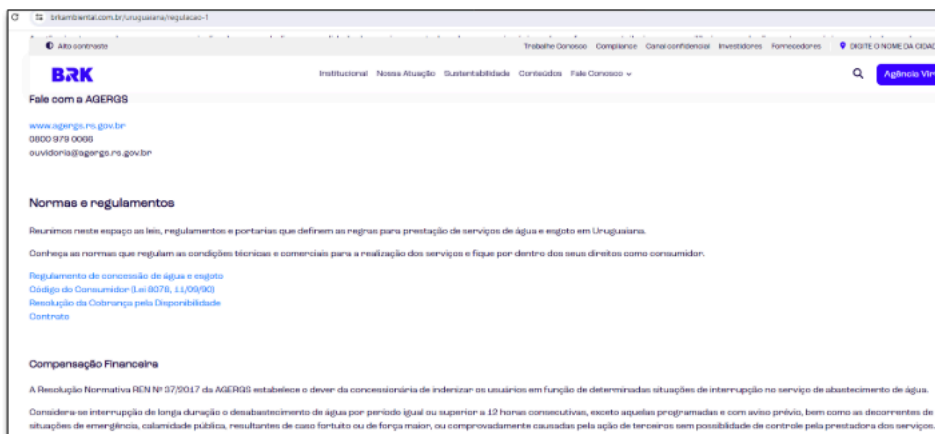 brkambiental.com.br/uruguaiana/regulacao-1
Alto contraste
Trabalhe Conosco Compliance Canal confidencial Investidores Fornecedores DIGITE O NOME DA CIDAD
BRK
Institucional Nossa Atuação Sustentabilidade Conteúdos Fale Conosco
Agência Vir
Fale com a AGERGS
www.agergs.rs.gov.br
0800 979 0066
ouvidoria@agergs.rs.gov.br
Normas e regulamentos
Reunimos neste espaço as leis, regulamentos e portarias que definem as regras para prestação de serviços de água e esgoto em Uruguaiana.
Conheça as normas que regulam as condições técnicas e comerciais para a realização dos serviços e fique por dentro dos seus direitos como consumidor.
Regulamento de concessão de água e esgoto
Código do Consumidor (Lei 8078, 11/09/90)
Resolução da Cobrança pela Disponibilidade
Contrato
Compensação Financeira
A Resolução Normativa REN Nº 37/2017 da AGERGS estabelece o dever da concessionária de indenizar os usuários em função de determinadas situações de interrupção no serviço de abastecimento de água.
Considera-se interrupção de longa duração o desabastecimento de água por período igual ou superior a 12 horas consecutivas, exceto aquelas programadas e com aviso prévio, bem como as decorrentes de
situações de emergência, calamidade pública, resultantes de caso fortuito ou de força maior, ou comprovadamente causadas pela ação de terceiros sem possibilidade de controle pela prestadora dos serviços.